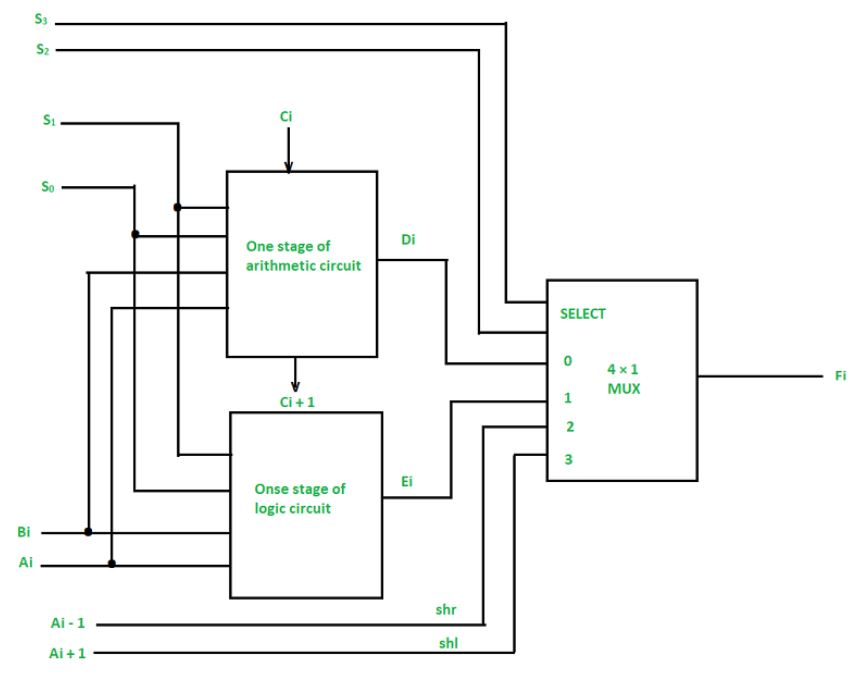 S₃
S₂
S₁
Ci
S₀
One stage of
arithmetic circuit
Di
SELECT
0
4 × 1
MUX
1
2
3
Fi
Ci + 1
Onse stage of
logic circuit
Ei
Bi
Ai
Ai - 1
shr
Ai + 1
shl